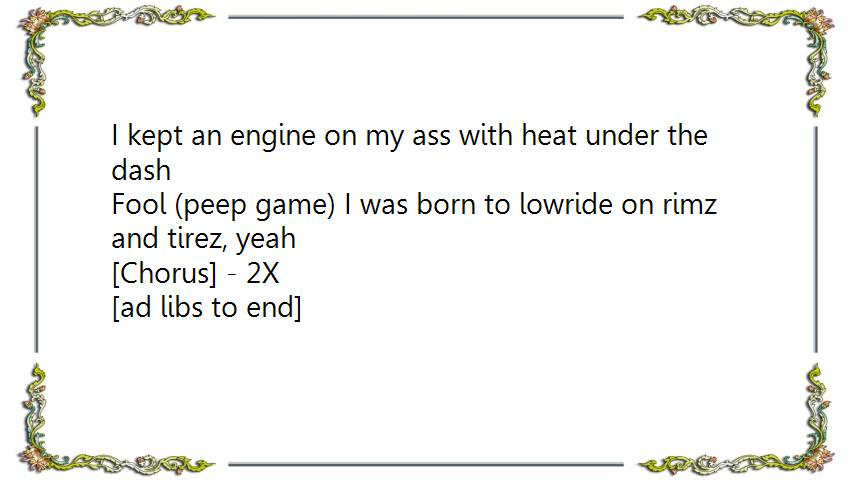 I kept an engine on my ass with heat under the
dash
Fool (peep game) I was born to lowride on rimz
and tirez, yeah
[Chorus] - 2X
[ad libs to end]